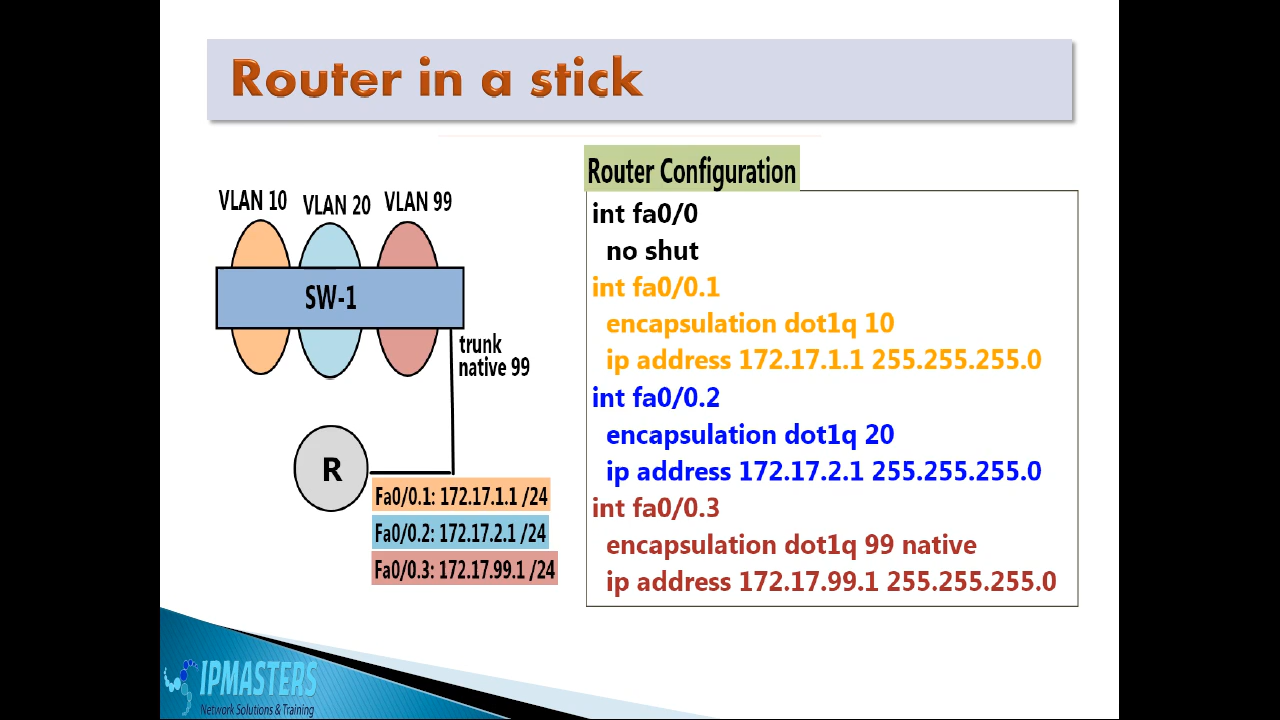 Router in a stick
VLAN 10
VLAN 20
VLAN 99
SW-1
trunk
native 99
R
Fa0/0.1: 172.17.1.1 /24
Fa0/0.2: 172.17.2.1 /24
Fa0/0.3: 172.17.99.1 /24
Router Configuration
int fa0/0
no shut
int fa0/0.1
encapsulation dot1q 10
ip address 172.17.1.1 255.255.255.0
int fa0/0.2
encapsulation dot1q 20
ip address 172.17.2.1 255.255.255.0
int fa0/0.3
encapsulation dot1q 99 native
ip address 172.17.99.1 255.255.255.0
IPMASTERS
Network Solutions & Training